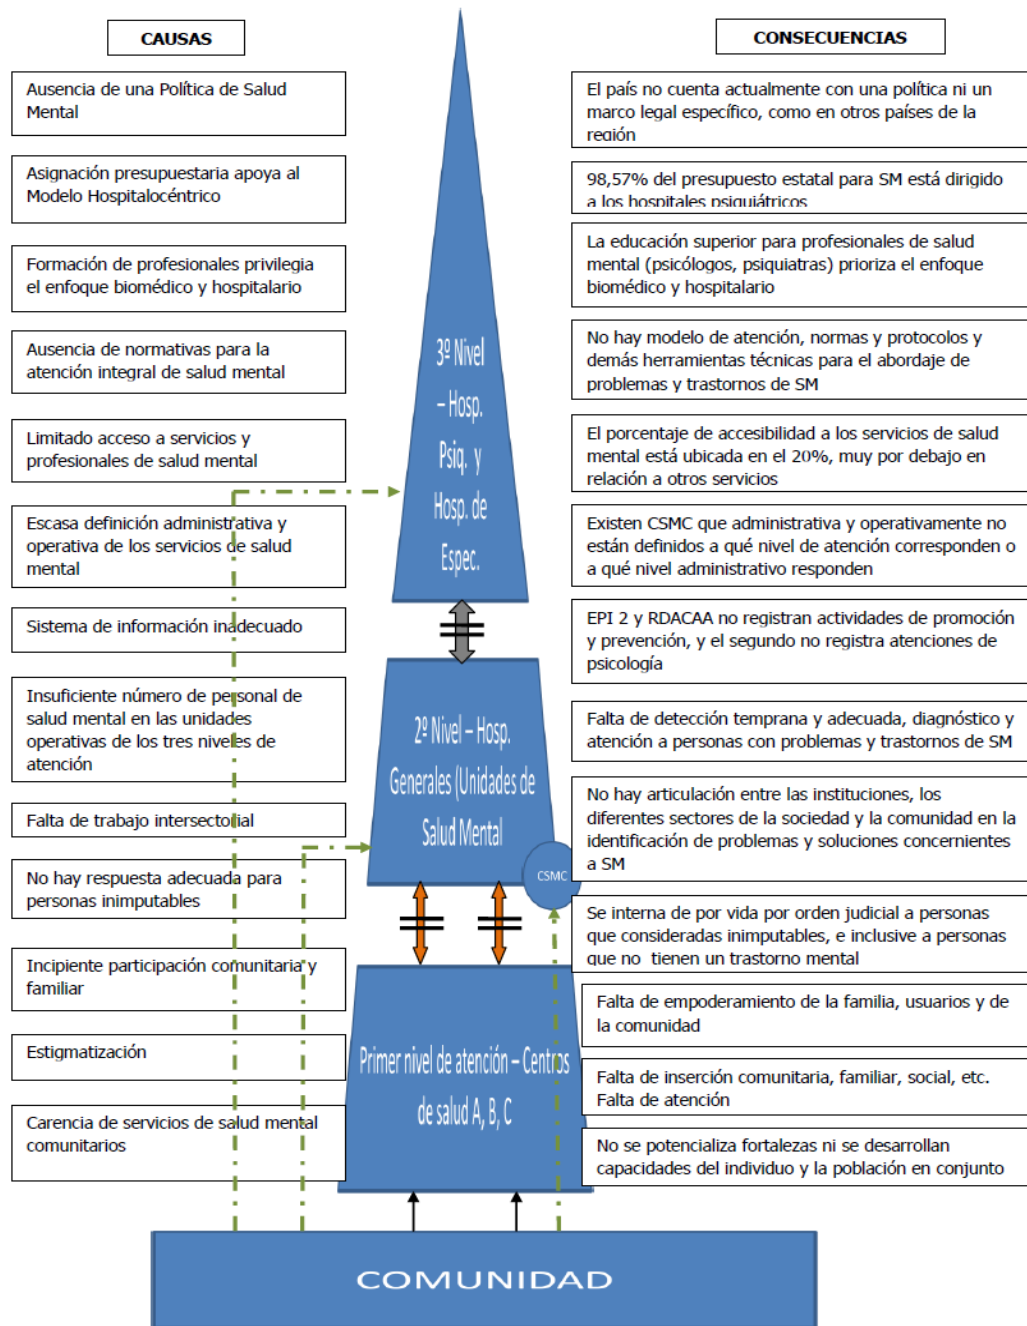 CAUSAS
Ausencia de una Política de Salud
Mental
Asignación presupuestaria apoya al
Modelo Hospitalocéntrico
Formación de profesionales privilegia
el enfoque biomédico y hospitalario
Ausencia de normativas para la
atención integral de salud mental
Limitado acceso a servicios y
profesionales de salud mental
Escasa definición administrativa y
operativa de los servicios de salud
mental
Sistema de información inadecuado
Insuficiente número de personal de
salud mental en las unidades
operativas de los tres niveles de
atención
Falta de trabajo intersectorial
No hay respuesta adecuada para
personas inimputables
Incipiente participación comunitaria y
familiar
Estigmatización
Carencia de servicios de salud mental
comunitarios
3º Nivel
– Hosp.
Psiq. y
Hosp. de
Espec.
2º Nivel – Hosp.
Generales (Unidades de
Salud Mental
CSMC
Primer nivel de atención – Centros
de salud A, B, C
COMUNIDAD
CONSECUENCIAS
El país no cuenta actualmente con una política ni un
marco legal específico, como en otros países de la
región
98,57% del presupuesto estatal para SM está dirigido
a los hospitales psiquiátricos
La educación superior para profesionales de salud
mental (psicólogos, psiquiatras) prioriza el enfoque
biomédico y hospitalario
No hay modelo de atención, normas y protocolos y
demás herramientas técnicas para el abordaje de
problemas y trastornos de SM
El porcentaje de accesibilidad a los servicios de salud
mental está ubicada en el 20%, muy por debajo en
relación a otros servicios
Existen CSMC que administrativa y operativamente no
están definidos a qué nivel de atención corresponden o
a qué nivel administrativo responden
EPI 2 y RDACAA no registran actividades de promoción
y prevención, y el segundo no registra atenciones de
psicología
Falta de detección temprana y adecuada, diagnóstico y
atención a personas con problemas y trastornos de SM
No hay articulación entre las instituciones, los
diferentes sectores de la sociedad y la comunidad en la
identificación de problemas y soluciones concernientes
a SM
Se interna de por vida por orden judicial a personas
que consideradas inimputables, e inclusive a personas
que no tienen un trastorno mental
Falta de empoderamiento de la familia, usuarios y de
la comunidad
Falta de inserción comunitaria, familiar, social, etc.
Falta de atención
No se potencializa fortalezas ni se desarrollan
capacidades del individuo y la población en conjunto